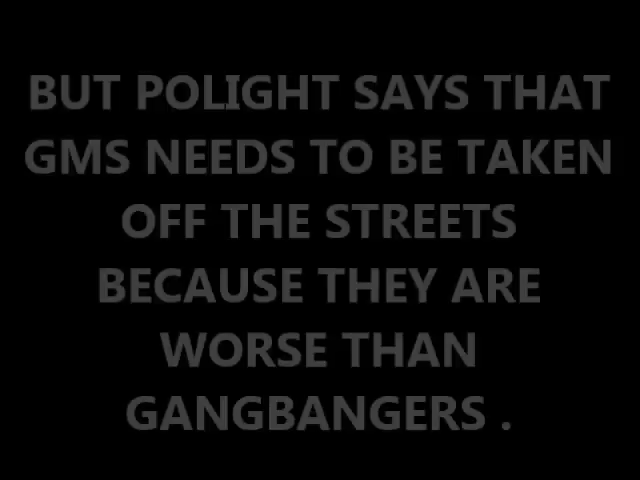 BUT POLIGHT SAYS THAT
GMS NEEDS TO BE TAKEN
OFF THE STREETS
BECAUSE THEY ARE
WORSE THAN
GANGBANGERS .